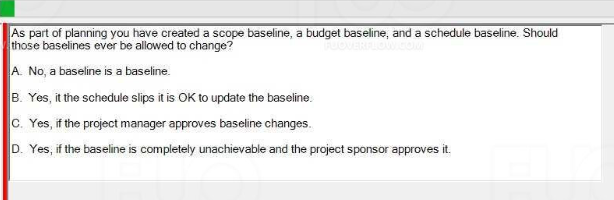 As part of planning you have created a scope baseline, a budget baseline, and a schedule baseline. Should
those baselines ever be allowed to change?
A. No, a baseline is a baseline.
B. Yes, it the schedule slips it is OK to update the baseline.
C. Yes, if the project manager approves baseline changes.
D. Yes, if the baseline is completely unachievable and the project sponsor approves it.